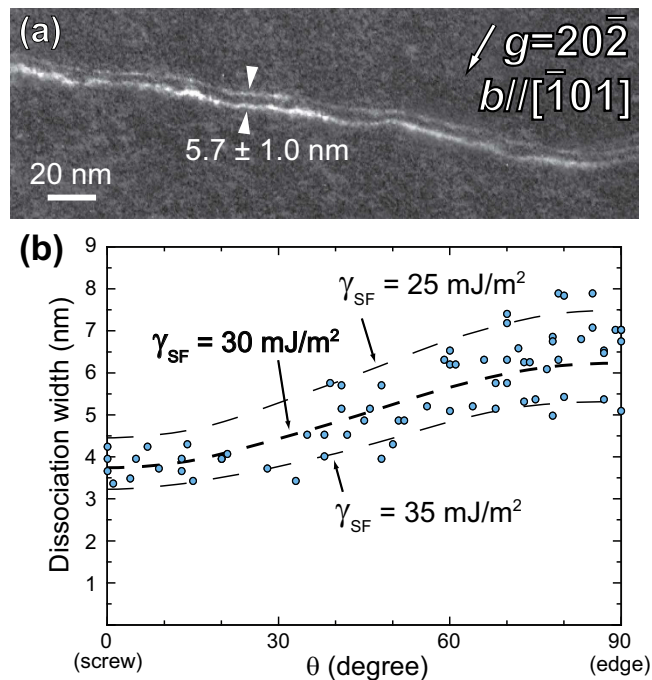 (a)
g=202̅
b//[1̅01]
5.7 ± 1.0 nm
20 nm
(b)
9
8
7
6
5
4
3
2
1
Dissociation width (nm)
γSF = 25 mJ/m²
γSF = 30 mJ/m²
γSF = 35 mJ/m²
0
30
60
90
(screw)
θ (degree)
(edge)